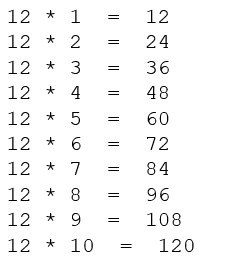 12 * 1 = 12
12 * 2 = 24
12 * 3 = 36
12 * 4 = 48
12 * 5 = 60
12 * 6 = 72
12 * 7 = 84
12 * 8 = 96
12 * 9 = 108
12 * 10 = 120